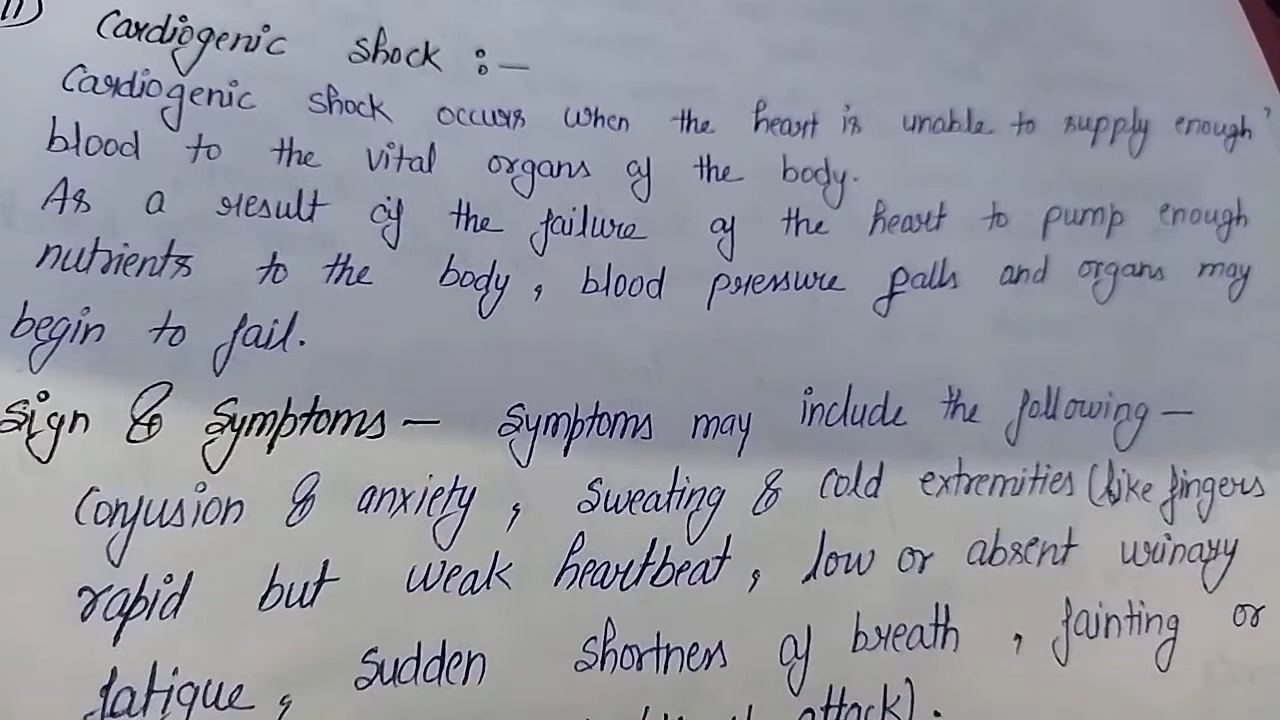 11) Cardiogenic shock :-
Cardiogenic shock occurs when the heart is unable to supply enough
blood to the vital organs of the body.
As a result of the failure of the heart to pump enough
nutrients to the body, blood pressure falls and organs may
begin to fail.
Sign & Symptoms - Symptoms may include the following -
Confusion & anxiety, Sweating & cold extremities (like fingers
rapid but weak heartbeat, low or absent urinary
fatigue, sudden shortness of breath, fainting or
attack).